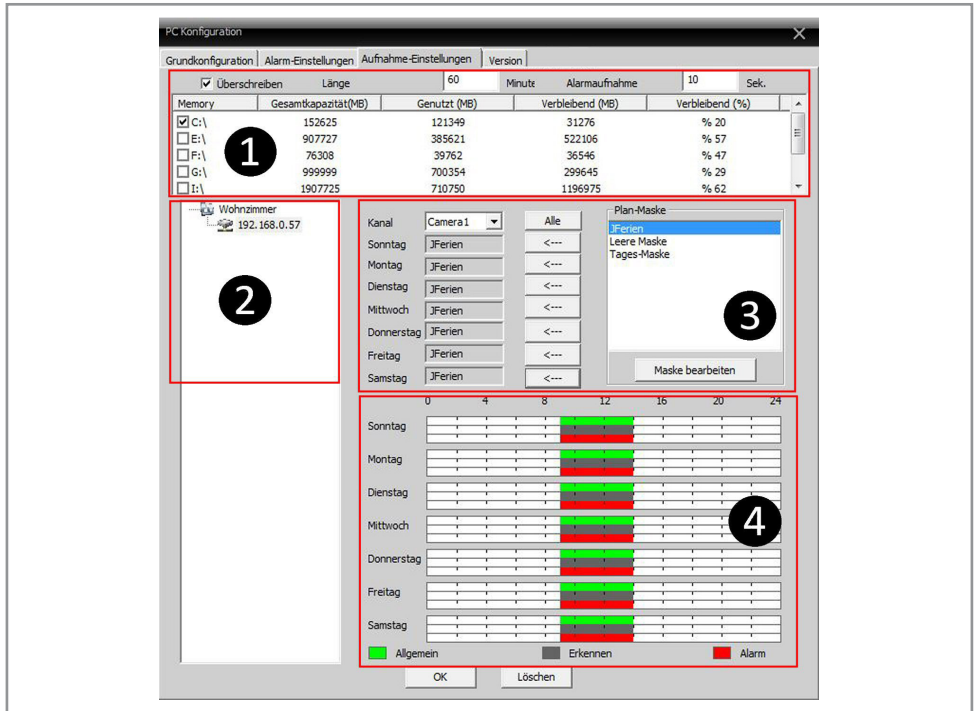 PC Konfiguration
Grundkonfiguration Alarm-Einstellungen Aufnahme-Einstellungen Version
Überschreiben Länge 60 Minute Alarmaufnahme 10 Sek.
Memory Gesamtkapazität(MB) Genutzt (MB) Verbleibend (MB) Verbleibend (%)
C:\ 152625 121349 31276 % 20
E:\ 907727 385621 522106 % 57
F:\ 76308 39762 36546 % 47
G:\ 999999 700354 299645 % 29
I:\ 1907725 710750 1196975 % 62
1
Wohnzimmer
192.168.0.57
2
Kanal Camera1 Alle
Sonntag JFerien <---
Montag JFerien <---
Dienstag JFerien <---
Mittwoch JFerien <---
Donnerstag JFerien <---
Freitag JFerien <---
Samstag JFerien <---
Plan-Maske
JFerien
Leere Maske
Tages-Maske
3
Maske bearbeiten
0 4 8 12 16 20 24
Sonntag
Montag
Dienstag
Mittwoch
4
Donnerstag
Freitag
Samstag
Allgemein Erkennen Alarm
OK Löschen